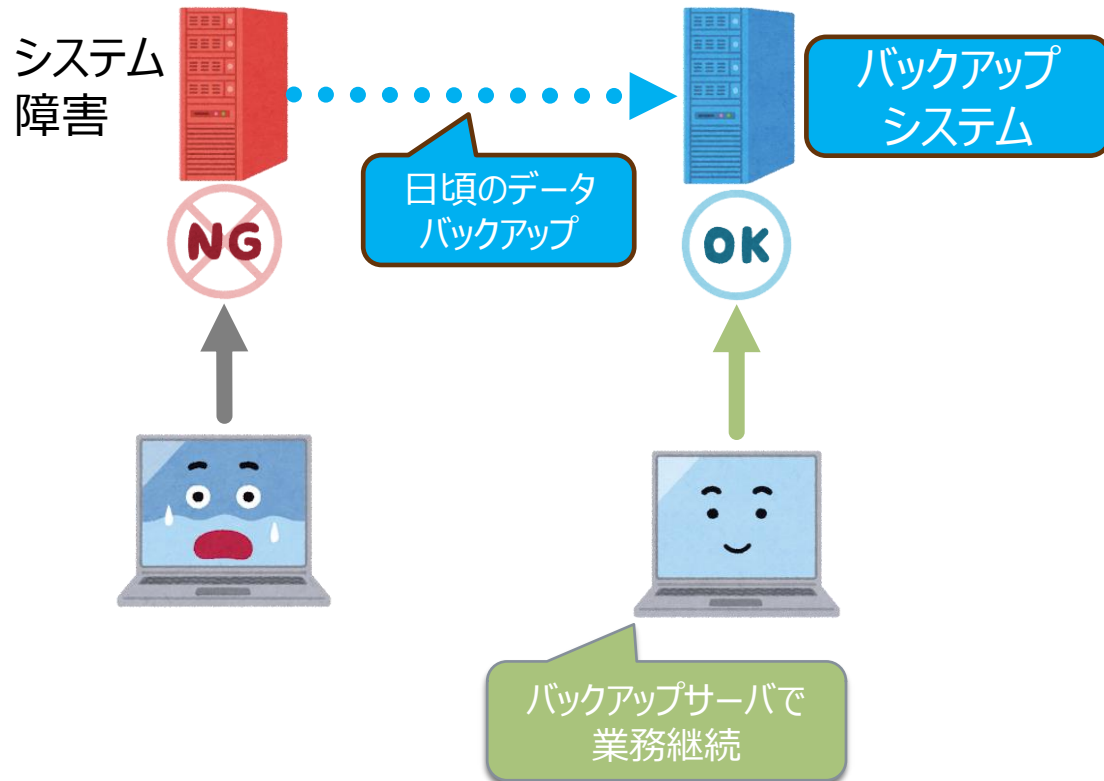 システム
障害
バックアップ
システム
日頃のデータ
バックアップ
NG
OK
バックアップサーバで
業務継続